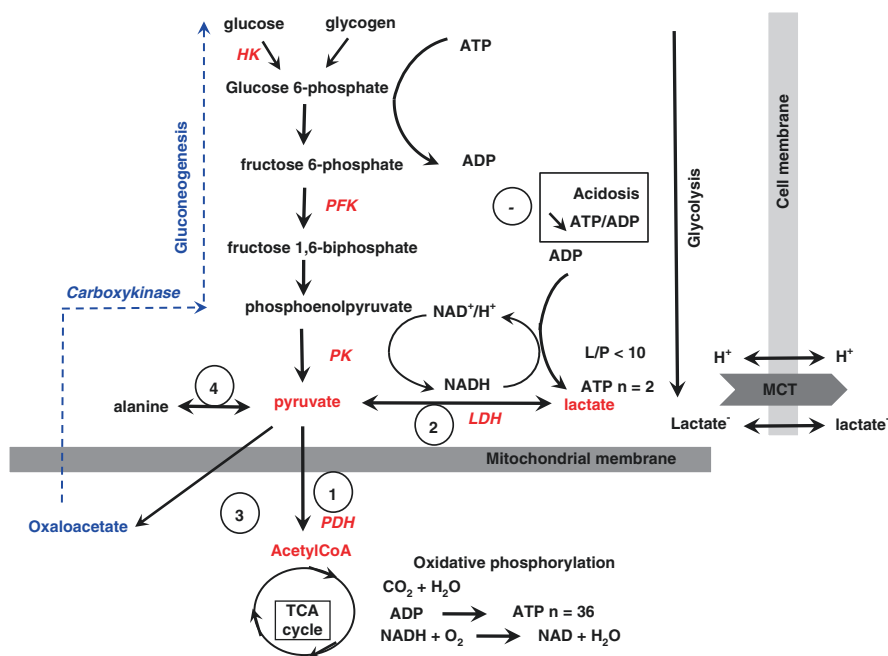 glucose
glycogen
HK
ATP
Glucose 6-phosphate
ADP
fructose 6-phosphate
PFK
-
Acidosis
ATP/ADP
fructose 1,6-biphosphate
ADP
Gluconeogenesis
Glycolysis
Cell membrane
Carboxykinase
phosphoenolpyruvate
NAD⁺/H⁺
PK
L/P < 10
H⁺
H⁺
NADH
ATP n = 2
MCT
4
alanine
pyruvate
LDH
lactate
2
Lactate⁻
lactate⁻
Mitochondrial membrane
1
3
PDH
Oxaloacetate
AcetylCoA
Oxidative phosphorylation
CO₂ + H₂O
TCA
cycle
ADP
ATP n = 36
NADH + O₂
NAD + H₂O